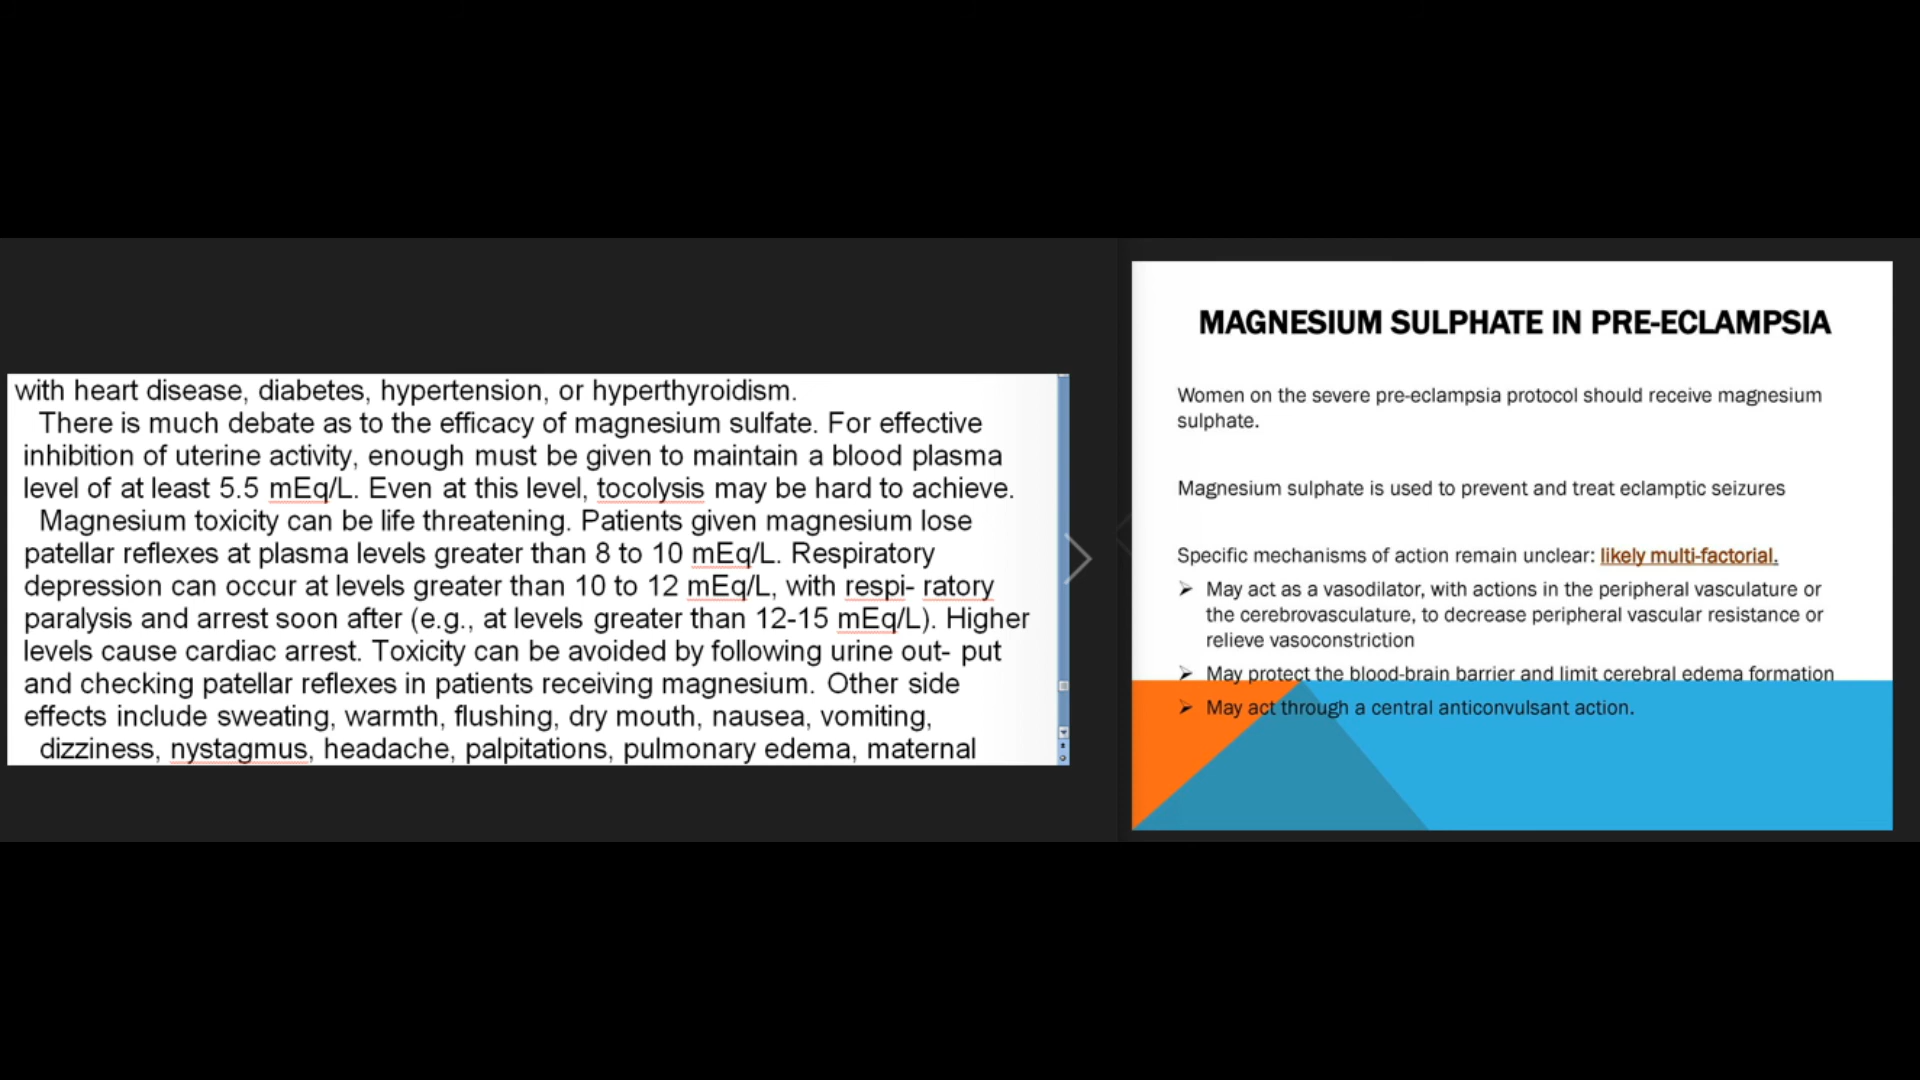 with heart disease, diabetes, hypertension, or hyperthyroidism.
There is much debate as to the efficacy of magnesium sulfate. For effective
inhibition of uterine activity, enough must be given to maintain a blood plasma
level of at least 5.5 mEq/L. Even at this level, tocolysis may be hard to achieve.
Magnesium toxicity can be life threatening. Patients given magnesium lose
patellar reflexes at plasma levels greater than 8 to 10 mEq/L. Respiratory
depression can occur at levels greater than 10 to 12 mEq/L, with respi- ratory
paralysis and arrest soon after (e.g., at levels greater than 12-15 mEq/L). Higher
levels cause cardiac arrest. Toxicity can be avoided by following urine out- put
and checking patellar reflexes in patients receiving magnesium. Other side
effects include sweating, warmth, flushing, dry mouth, nausea, vomiting,
dizziness, nystagmus, headache, palpitations, pulmonary edema, maternal
MAGNESIUM SULPHATE IN PRE-ECLAMPSIA
Women on the severe pre-eclampsia protocol should receive magnesium
sulphate.
Magnesium sulphate is used to prevent and treat eclamptic seizures
Specific mechanisms of action remain unclear: likely multi-factorial.
➤ May act as a vasodilator, with actions in the peripheral vasculature or
the cerebrovasculature, to decrease peripheral vascular resistance or
relieve vasoconstriction
➤ May protect the blood-brain barrier and limit cerebral edema formation
➤ May act through a central anticonvulsant action.